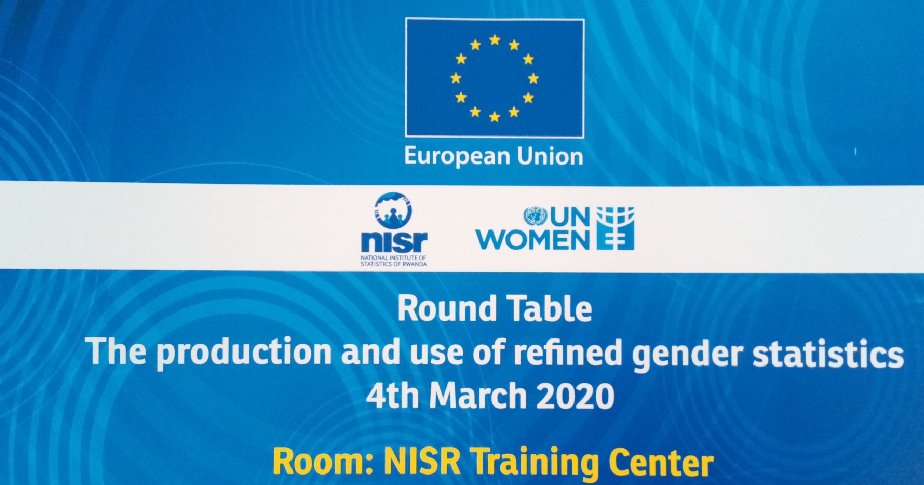 European Union
nisr
NATIONAL INSTITUTE OF
STATISTICS OF RWANDA
UN
WOMEN
Round Table
The production and use of refined gender statistics
4th March 2020
Room: NISR Training Center